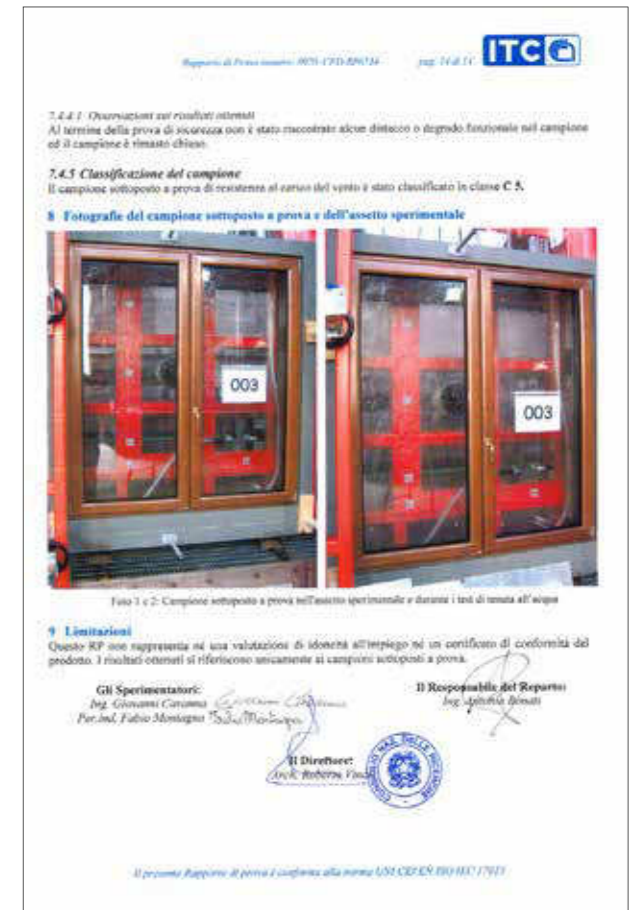 ITC
Rapporto di Prova numero: 0970-CPD-RP0734 pag. 14 di 14
7.4.4.1 Osservazioni sui risultati ottenuti
Al termine della prova di sicurezza non è stato riscontrato alcun distacco o degrado funzionale nel campione
ed il campione è rimasto chiuso.
7.4.5 Classificazione del campione
Il campione sottoposto a prova di resistenza al carico del vento è stato classificato in classe C 5.
8 Fotografie del campione sottoposto a prova e dell'assetto sperimentale
003
003
Foto 1 e 2: Campione sottoposto a prova nell'assetto sperimentale e durante i test di tenuta all'acqua
9 Limitazioni
Questo RP non rappresenta né una valutazione di idoneità all'impiego né un certificato di conformità del
prodotto. I risultati ottenuti si riferiscono unicamente ai campioni sottoposti a prova.
Gli Sperimentatori:
Ing. Giovanni Cavanna
Per.Ind. Fabio Montagna
Il Responsabile del Reparto:
Ing. Antonio Bonati
Il Direttore:
Arch. Roberto Vinci
Il presente Rapporto di prova è conforme alla norma UNI CEI EN ISO/IEC 17025